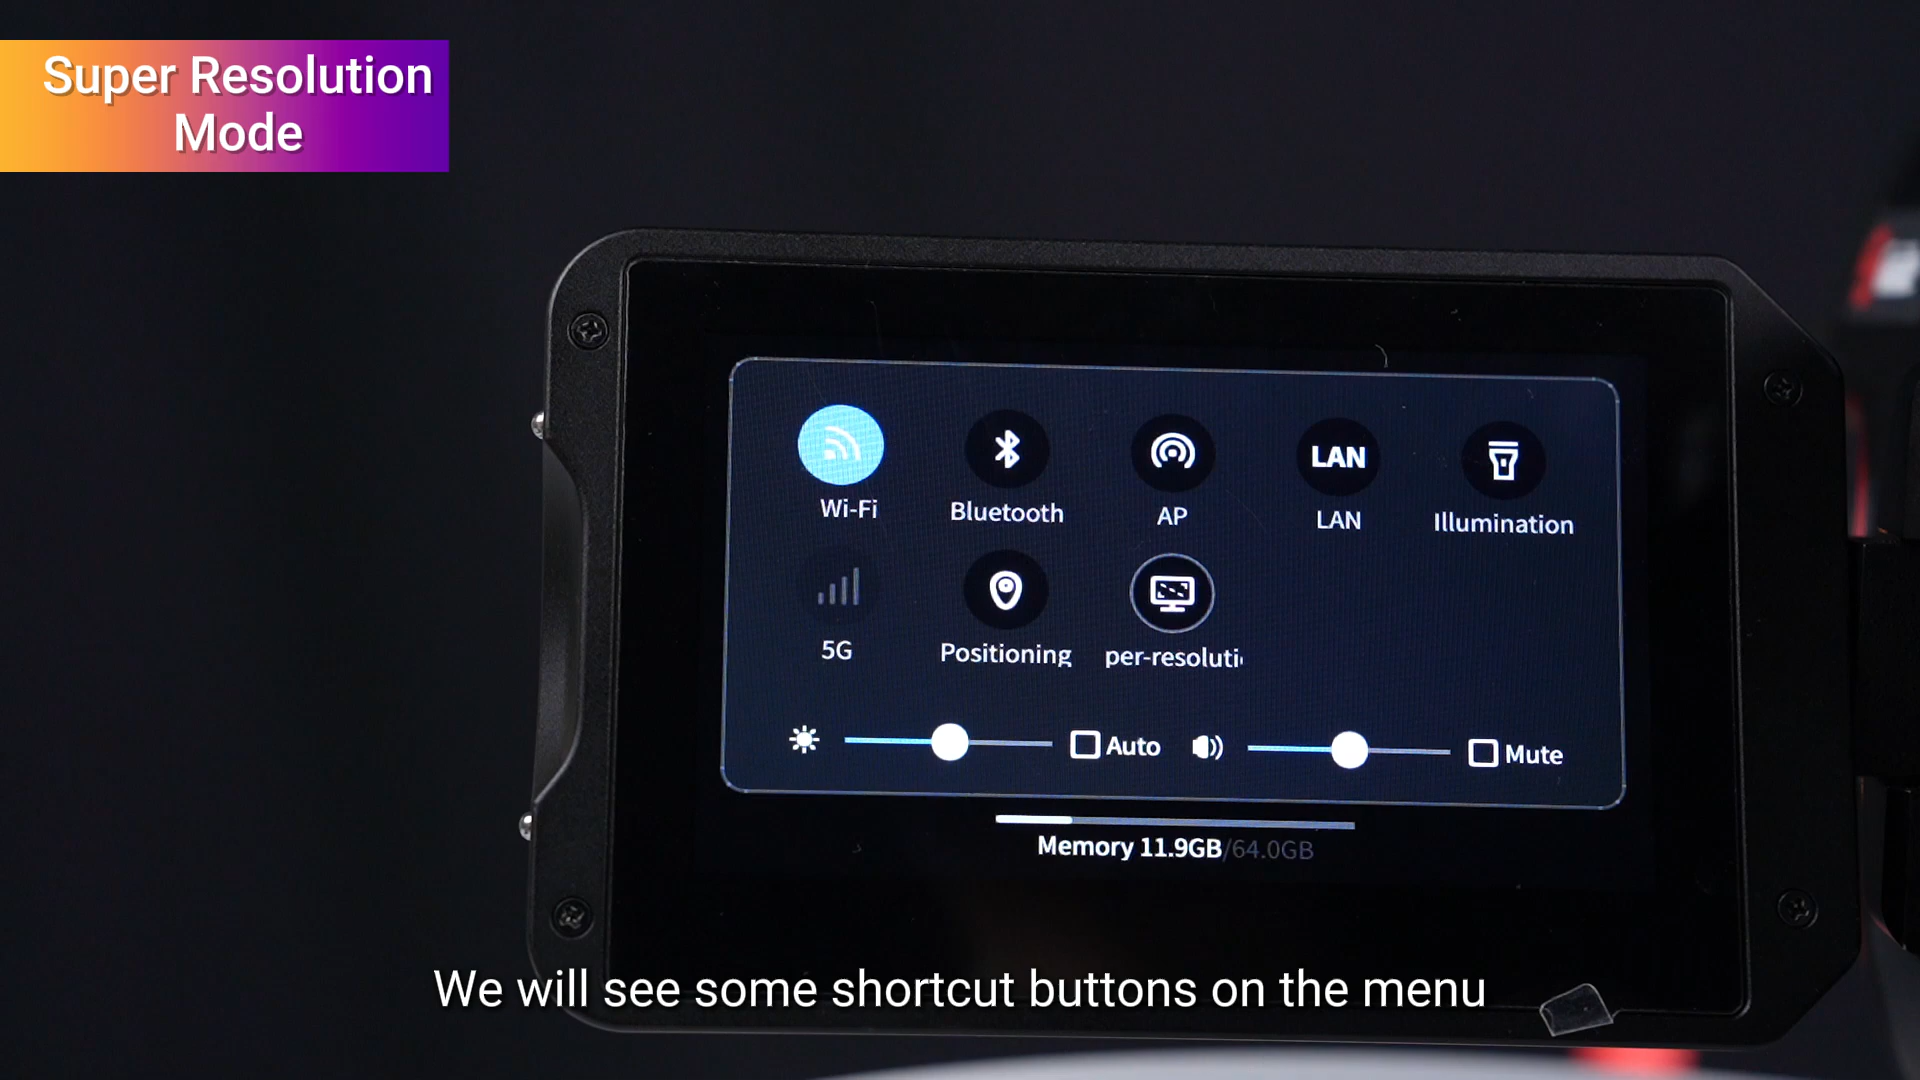 Super Resolution
Mode
Wi-Fi
Bluetooth
AP
LAN
LAN
Illumination
5G
Positioning
per-resoluti
Auto
Mute
Memory 11.9GB/64.0GB
We will see some shortcut buttons on the menu